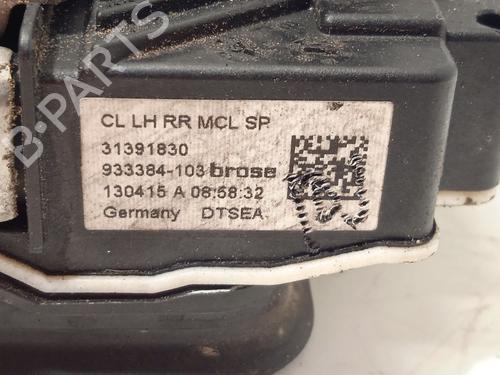 B-PARTS
CL LH RR MCL SP
31391830
933384-103 brose
130415 A 08:58:32
Germany DTSEA